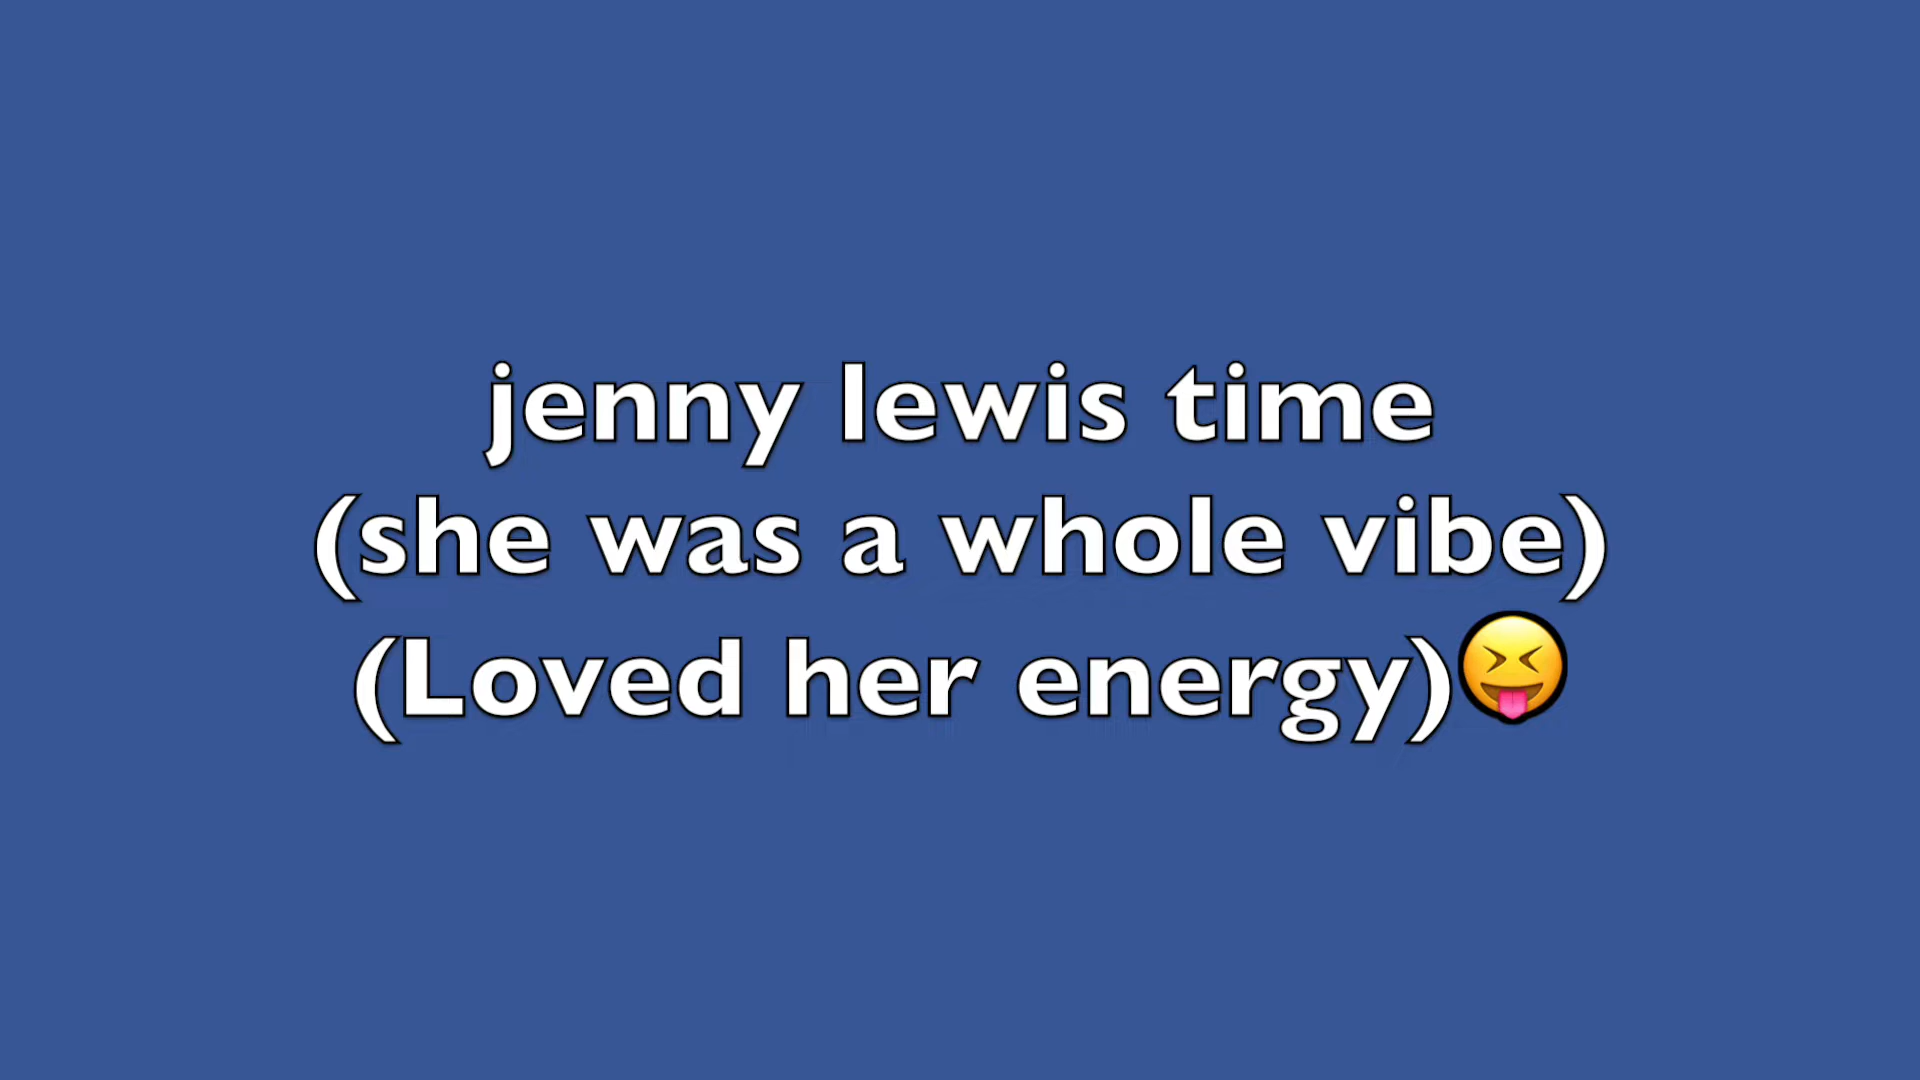 jenny lewis time
(she was a whole vibe)
(Loved her energy)😝